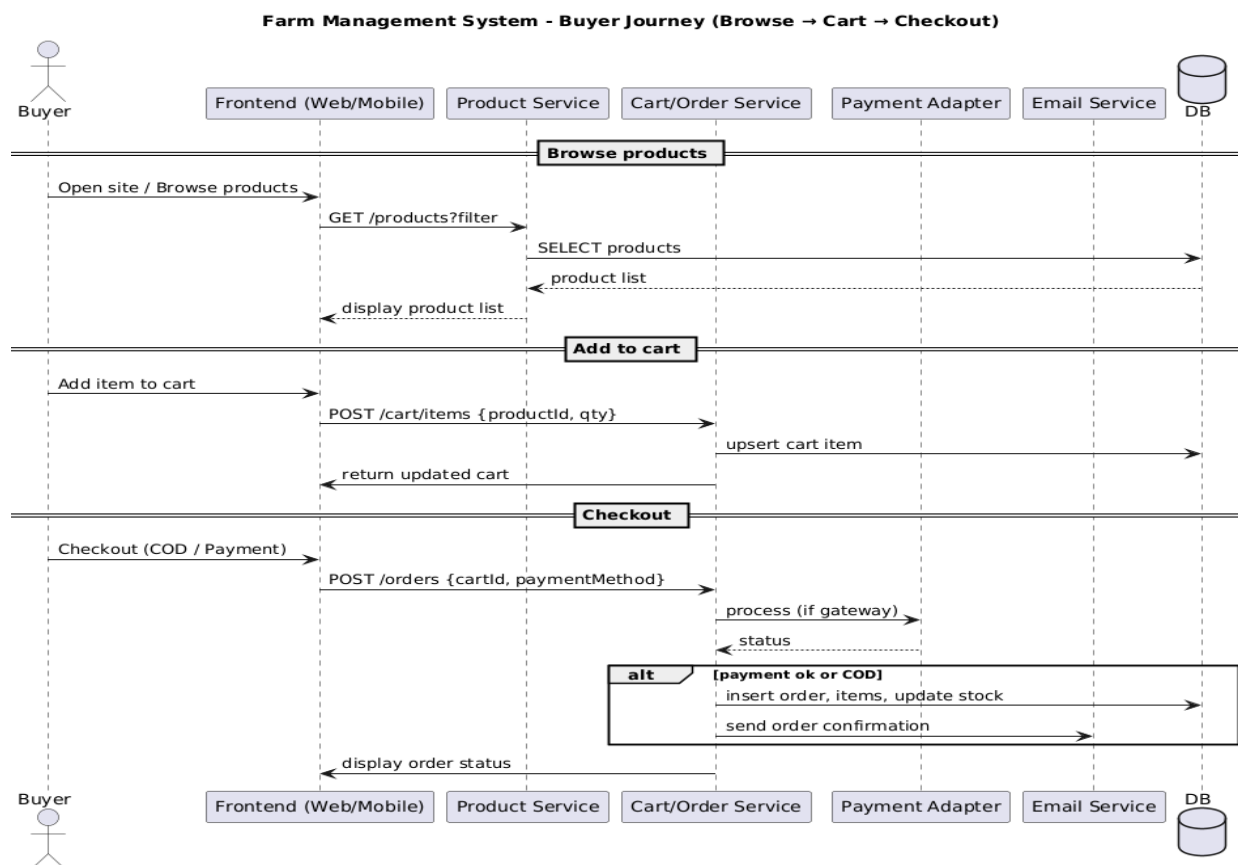 Farm Management System - Buyer Journey (Browse → Cart → Checkout)
Buyer
Frontend (Web/Mobile)
Product Service
Cart/Order Service
Payment Adapter
Email Service
DB
Browse products
Open site / Browse products
GET /products?filter
SELECT products
product list
display product list
Add to cart
Add item to cart
POST /cart/items {productId, qty}
upsert cart item
return updated cart
Checkout
Checkout (COD / Payment)
POST /orders {cartId, paymentMethod}
process (if gateway)
status
alt
[payment ok or COD]
insert order, items, update stock
send order confirmation
display order status
Buyer
Frontend (Web/Mobile)
Product Service
Cart/Order Service
Payment Adapter
Email Service
DB